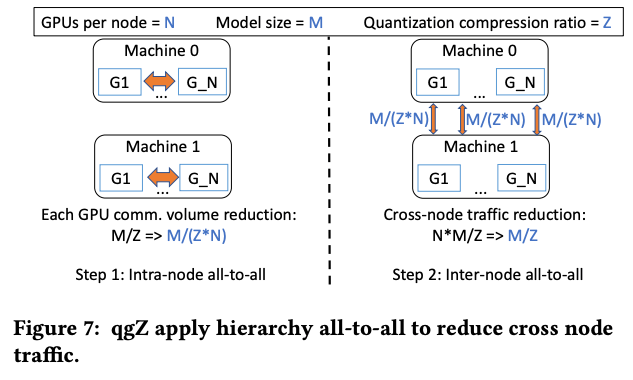 GPUs per node = N Model size = M Quantization compression ratio = Z
Machine 0
G1 ... G_N
Machine 1
G1 ... G_N
Each GPU comm. volume reduction:
M/Z => M/(Z*N)
Step 1: Intra-node all-to-all
Machine 0
G1 ... G_N
M/(Z*N) M/(Z*N) M/(Z*N)
Machine 1
G1 ... G_N
Cross-node traffic reduction:
N*M/Z => M/Z
Step 2: Inter-node all-to-all
Figure 7: qgZ apply hierarchy all-to-all to reduce cross node
traffic.